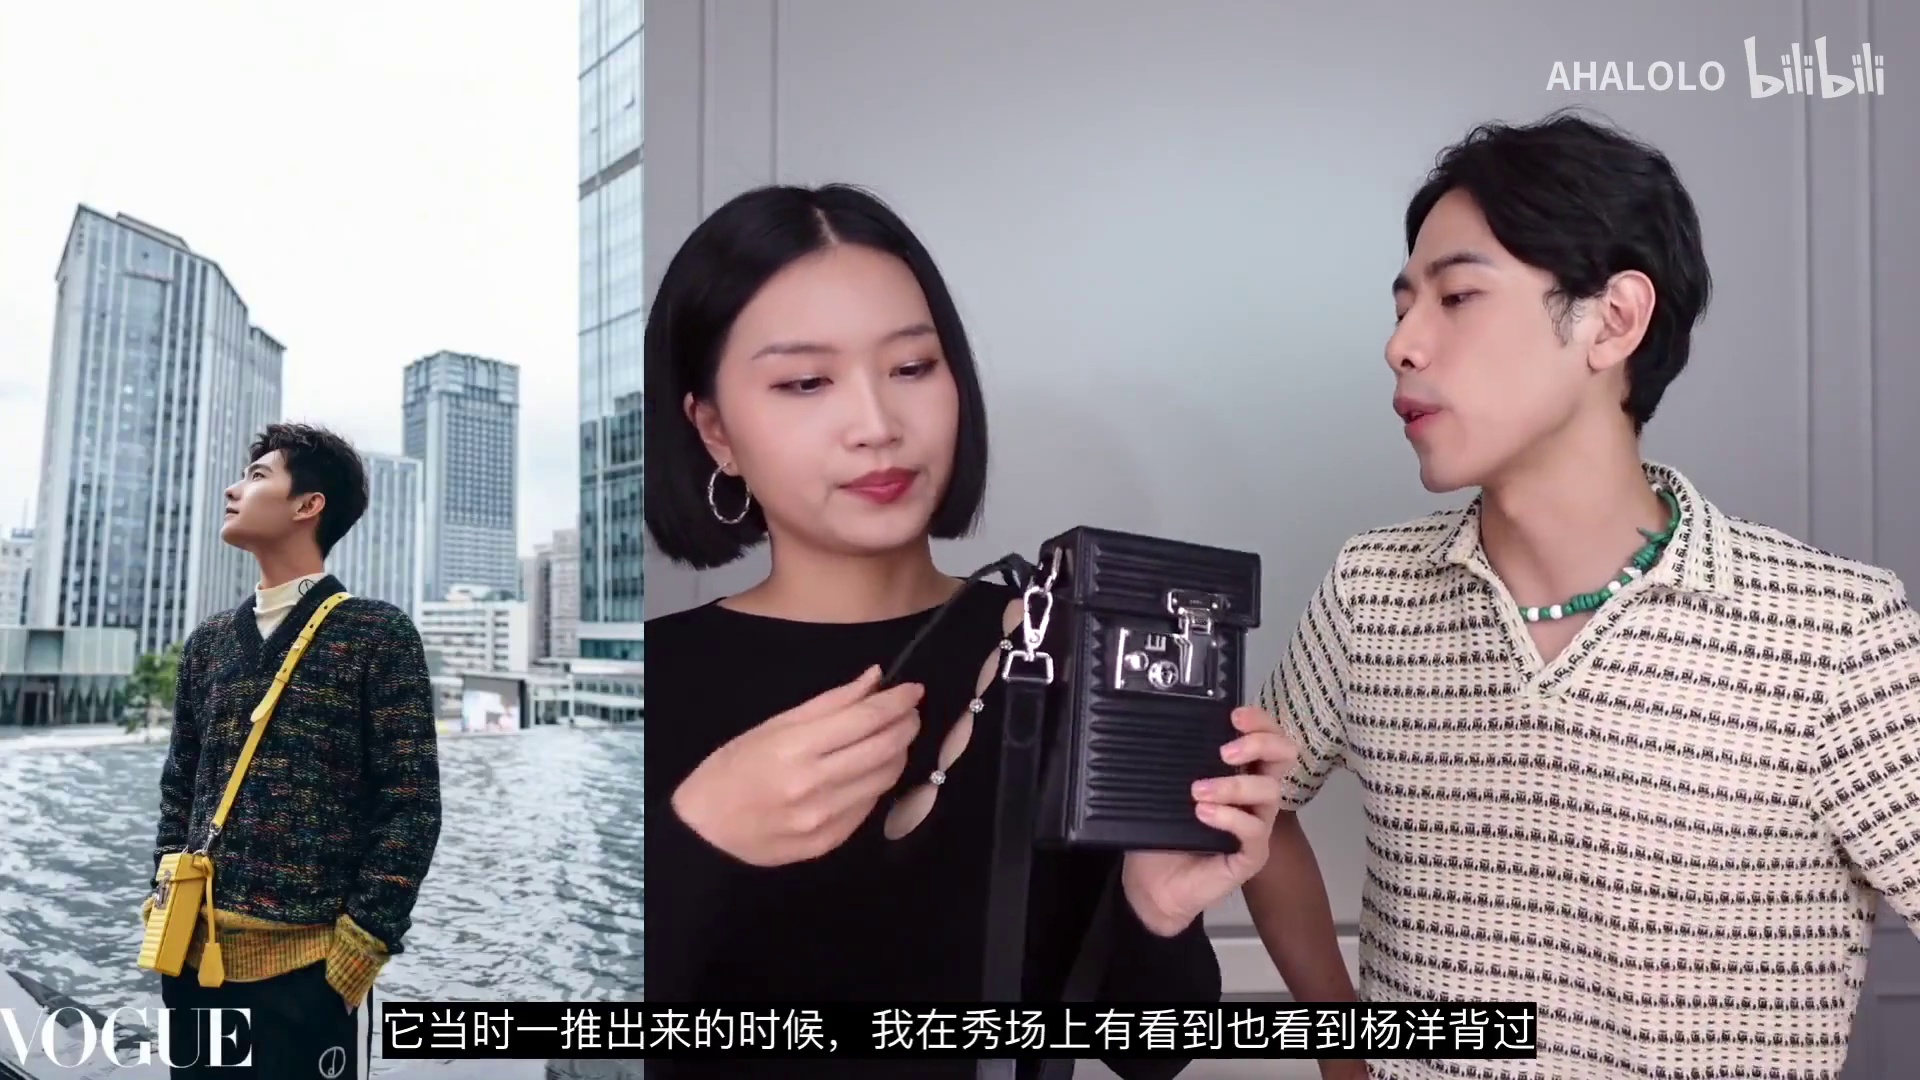 AHALOLO bilibili
VOGUE
它当时一推出来的时候，我在秀场上有看到也看到杨洋背过